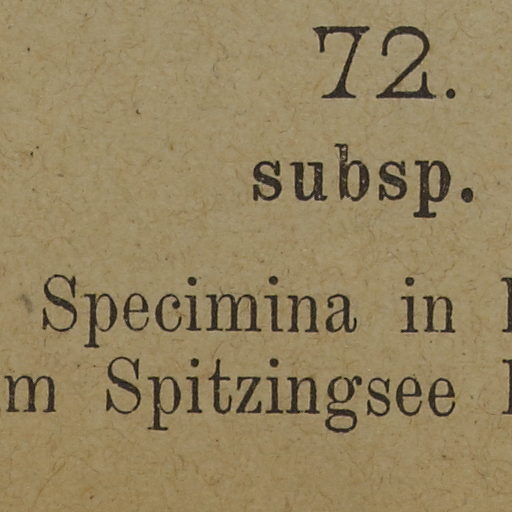 72.
subsp.
Specimina in
m Spitzingsee